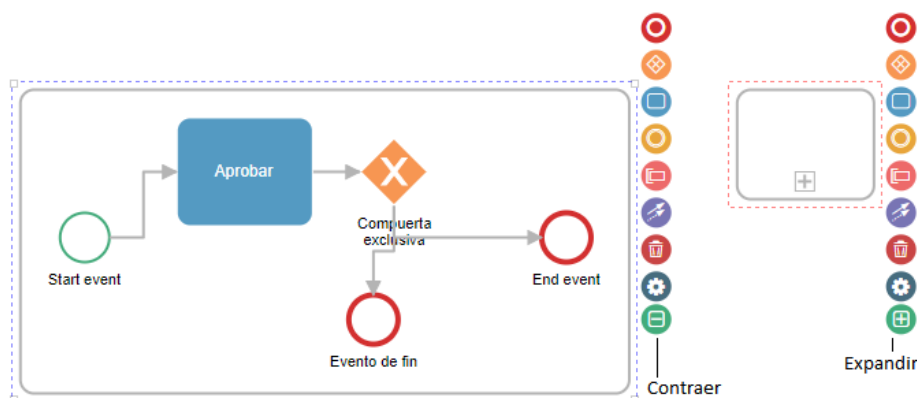 Aprobar
X
Compuerta
exclusiva
Start event
End event
Evento de fin
Contraer
Expandir